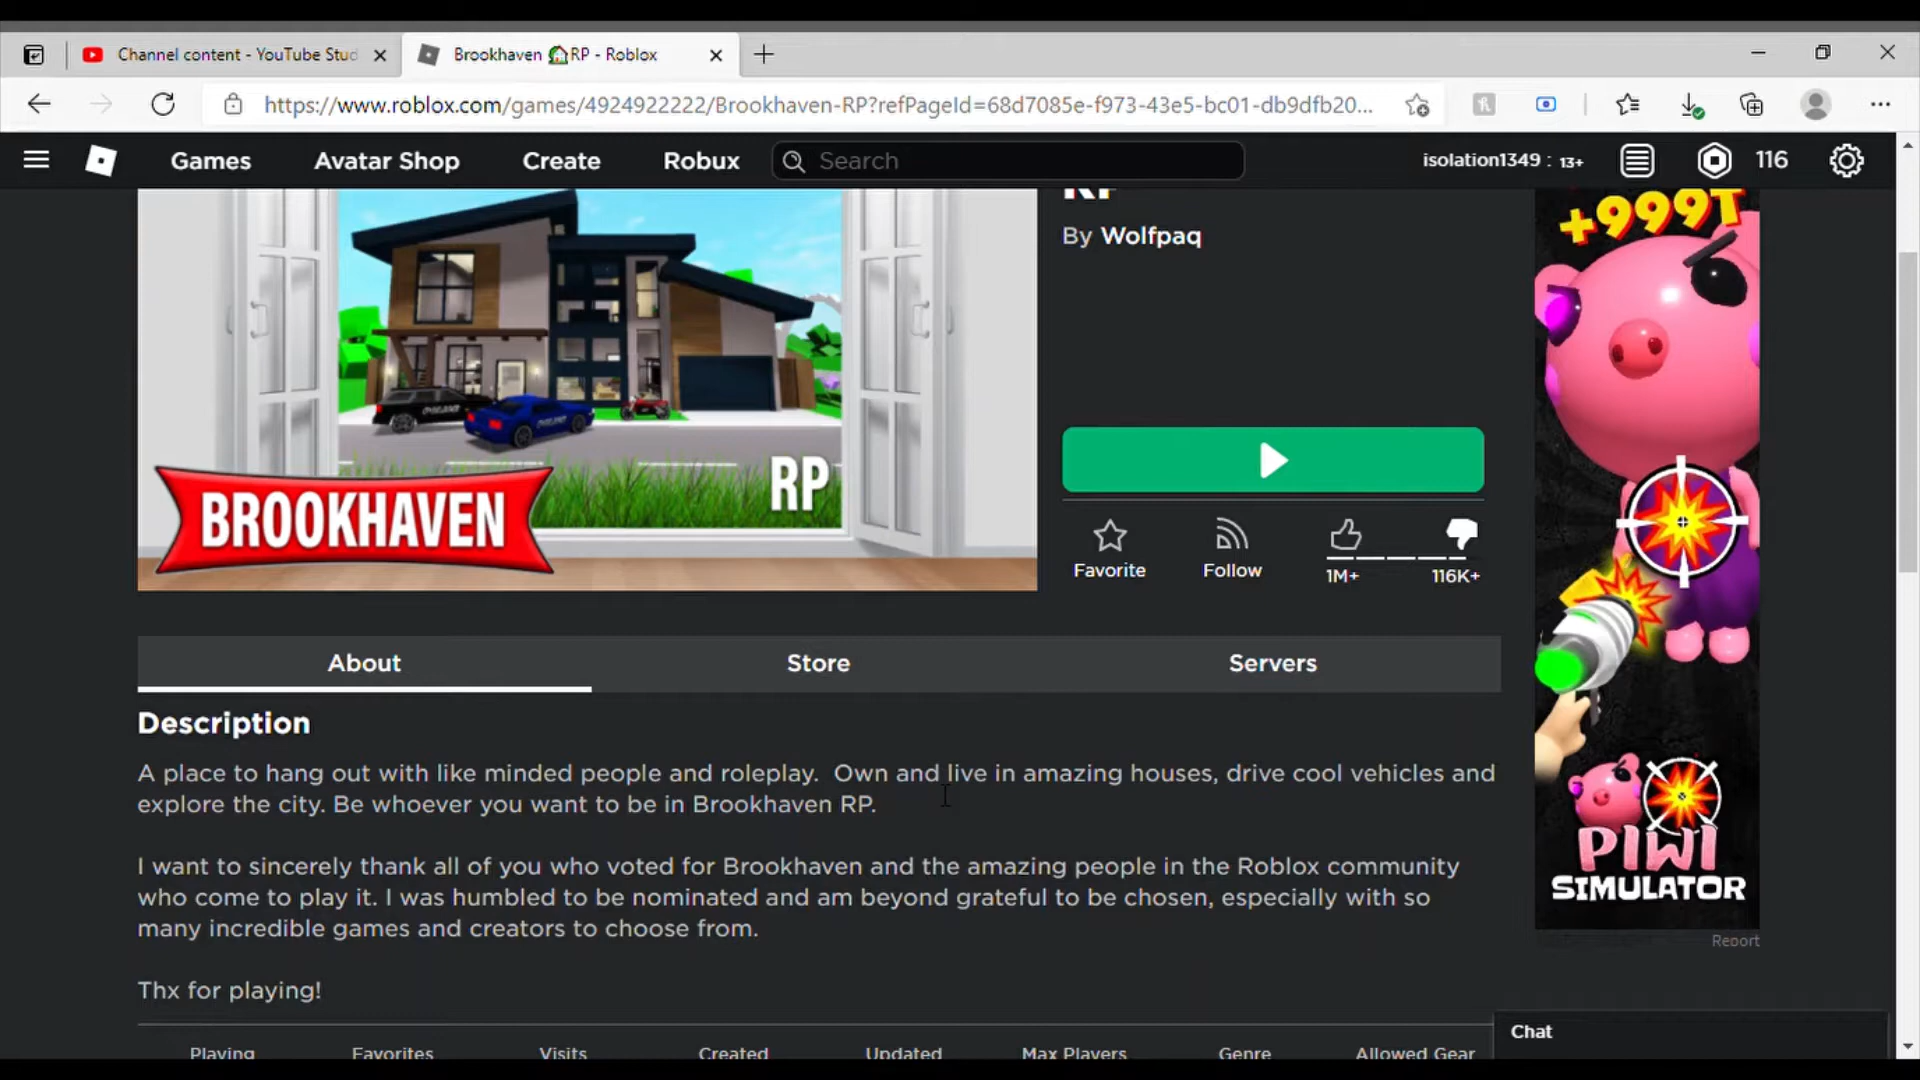 Channel content - YouTube Stud
Brookhaven 🏡RP - Roblox
https://www.roblox.com/games/4924922222/Brookhaven-RP?refPageId=68d7085e-f973-43e5-bc01-db9dfb20...
Games
Avatar Shop
Create
Robux
Search
isolation1349 : 13+
116
RP
By Wolfpaq
+999T
BROOKHAVEN
RP
Favorite
Follow
1M+
116K+
About
Store
Servers
Description
A place to hang out with like minded people and roleplay.  Own and live in amazing houses, drive cool vehicles and
explore the city. Be whoever you want to be in Brookhaven RP.
I want to sincerely thank all of you who voted for Brookhaven and the amazing people in the Roblox community
who come to play it. I was humbled to be nominated and am beyond grateful to be chosen, especially with so
many incredible games and creators to choose from.
Thx for playing!
PIWI
SIMULATOR
Report
Playing
Favorites
Visits
Created
Updated
Max Players
Genre
Allowed Gear
Chat